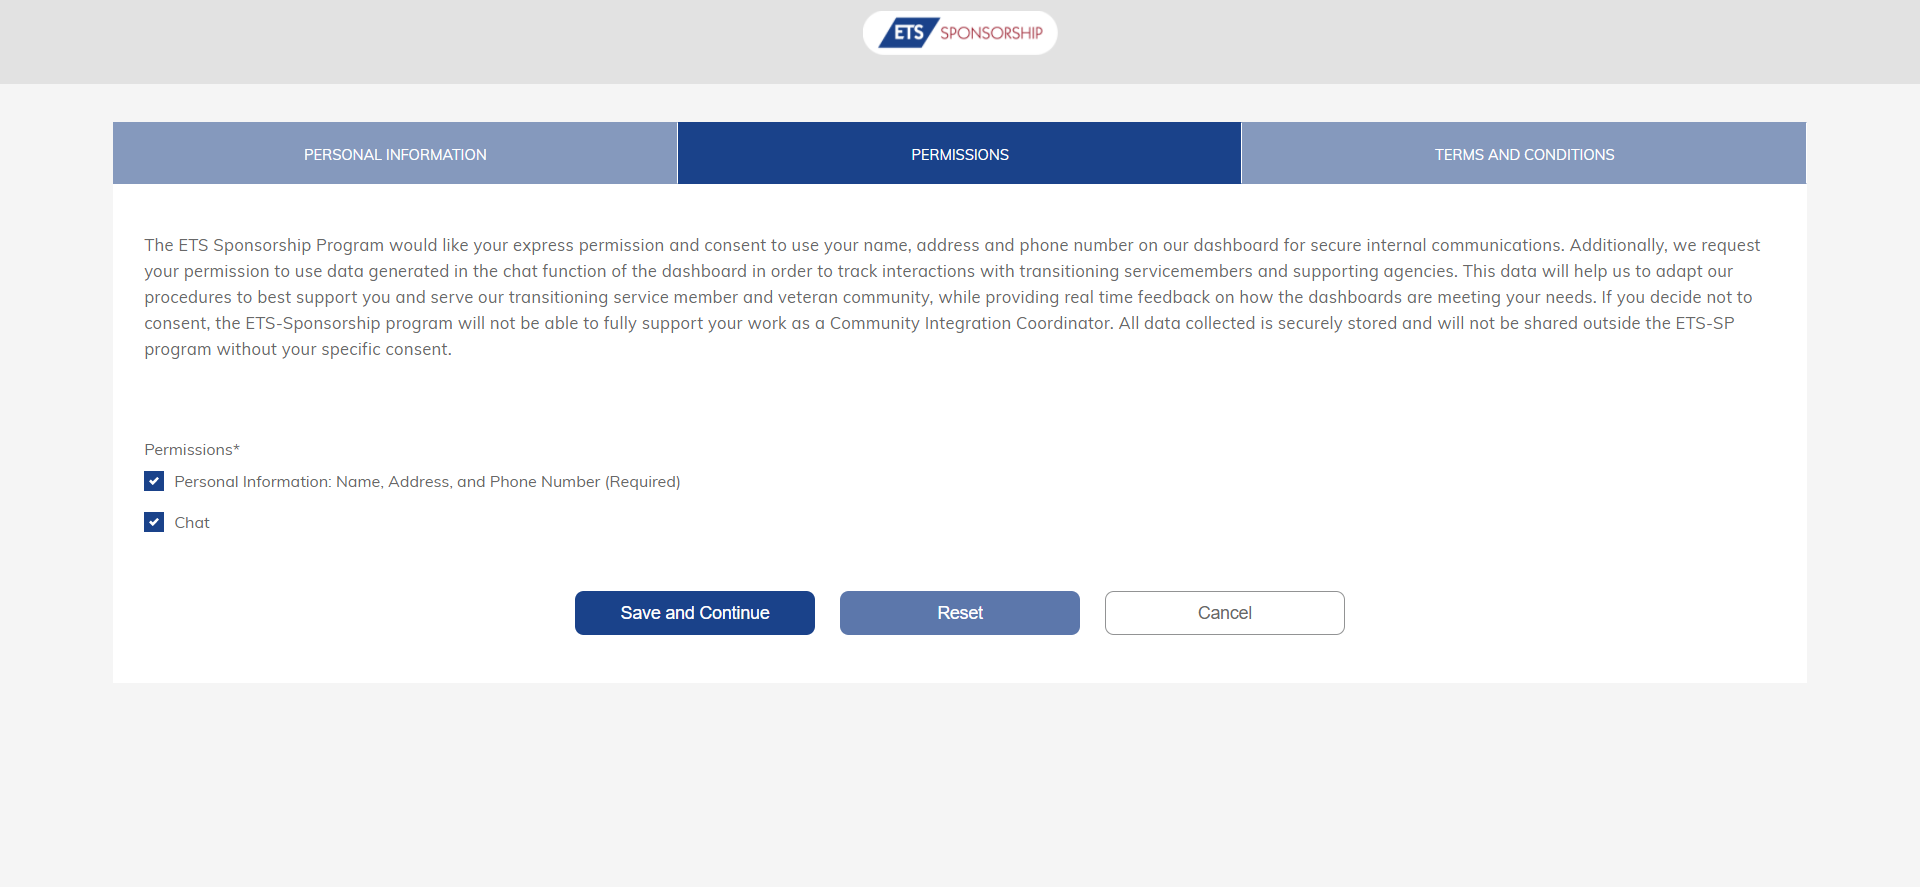 ETS SPONSORSHIP
PERSONAL INFORMATION
PERMISSIONS
TERMS AND CONDITIONS
The ETS Sponsorship Program would like your express permission and consent to use your name, address and phone number on our dashboard for secure internal communications. Additionally, we request
your permission to use data generated in the chat function of the dashboard in order to track interactions with transitioning servicemembers and supporting agencies. This data will help us to adapt our
procedures to best support you and serve our transitioning service member and veteran community, while providing real time feedback on how the dashboards are meeting your needs. If you decide not to
consent, the ETS-Sponsorship program will not be able to fully support your work as a Community Integration Coordinator. All data collected is securely stored and will not be shared outside the ETS-SP
program without your specific consent.
Permissions*
Personal Information: Name, Address, and Phone Number (Required)
Chat
Save and Continue
Reset
Cancel